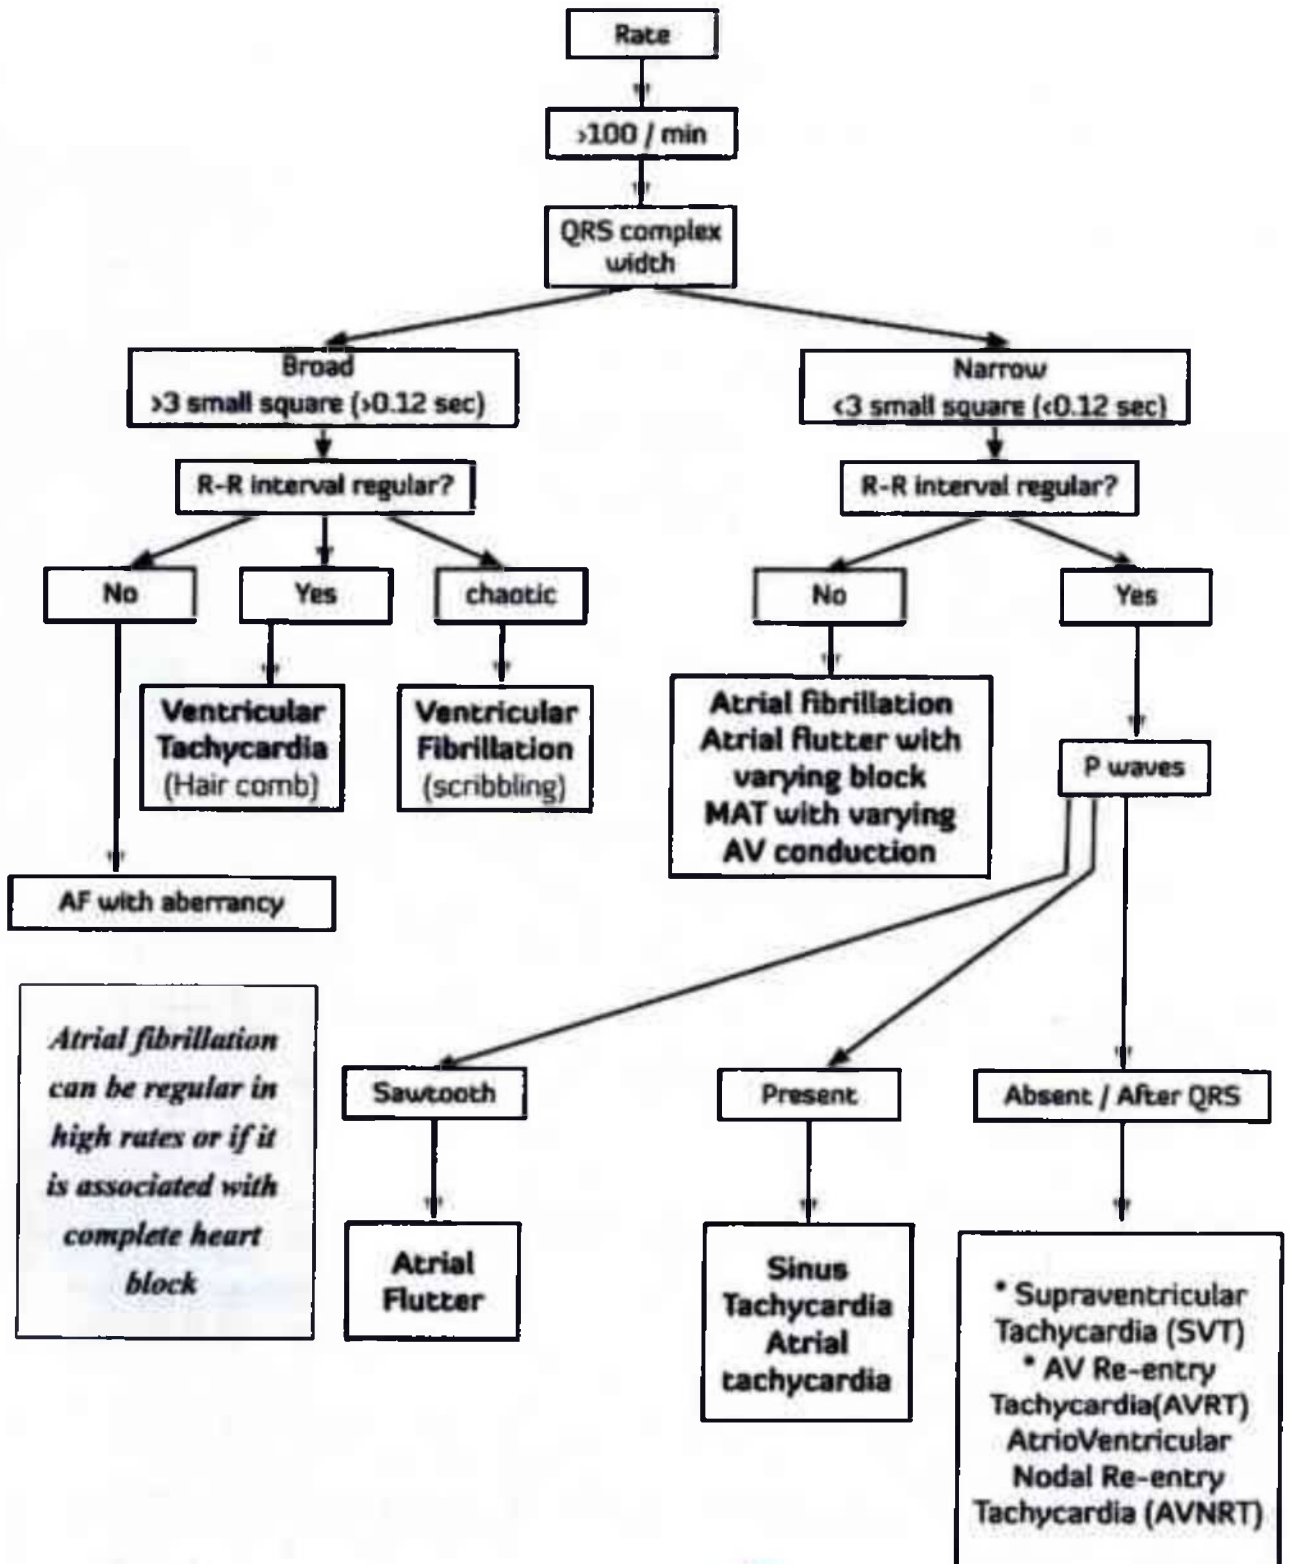 Rate
>100 / min
QRS complex
width
Broad
>3 small square (>0.12 sec)
Narrow
<3 small square (<0.12 sec)
R-R interval regular?
R-R interval regular?
No
Yes
chaotic
No
Yes
Ventricular
Tachycardia
(Hair comb)
Ventricular
Fibrillation
(scribbling)
Atrial fibrillation
Atrial flutter with
varying block
MAT with varying
AV conduction
P waves
AF with aberrancy
Atrial fibrillation
can be regular in
high rates or if it
is associated with
complete heart
block
Sawtooth
Present
Absent / After QRS
Atrial
Flutter
Sinus
Tachycardia
Atrial
tachycardia
* Supraventricular
Tachycardia (SVT)
* AV Re-entry
Tachycardia(AVRT)
AtrioVentricular
Nodal Re-entry
Tachycardia (AVNRT)